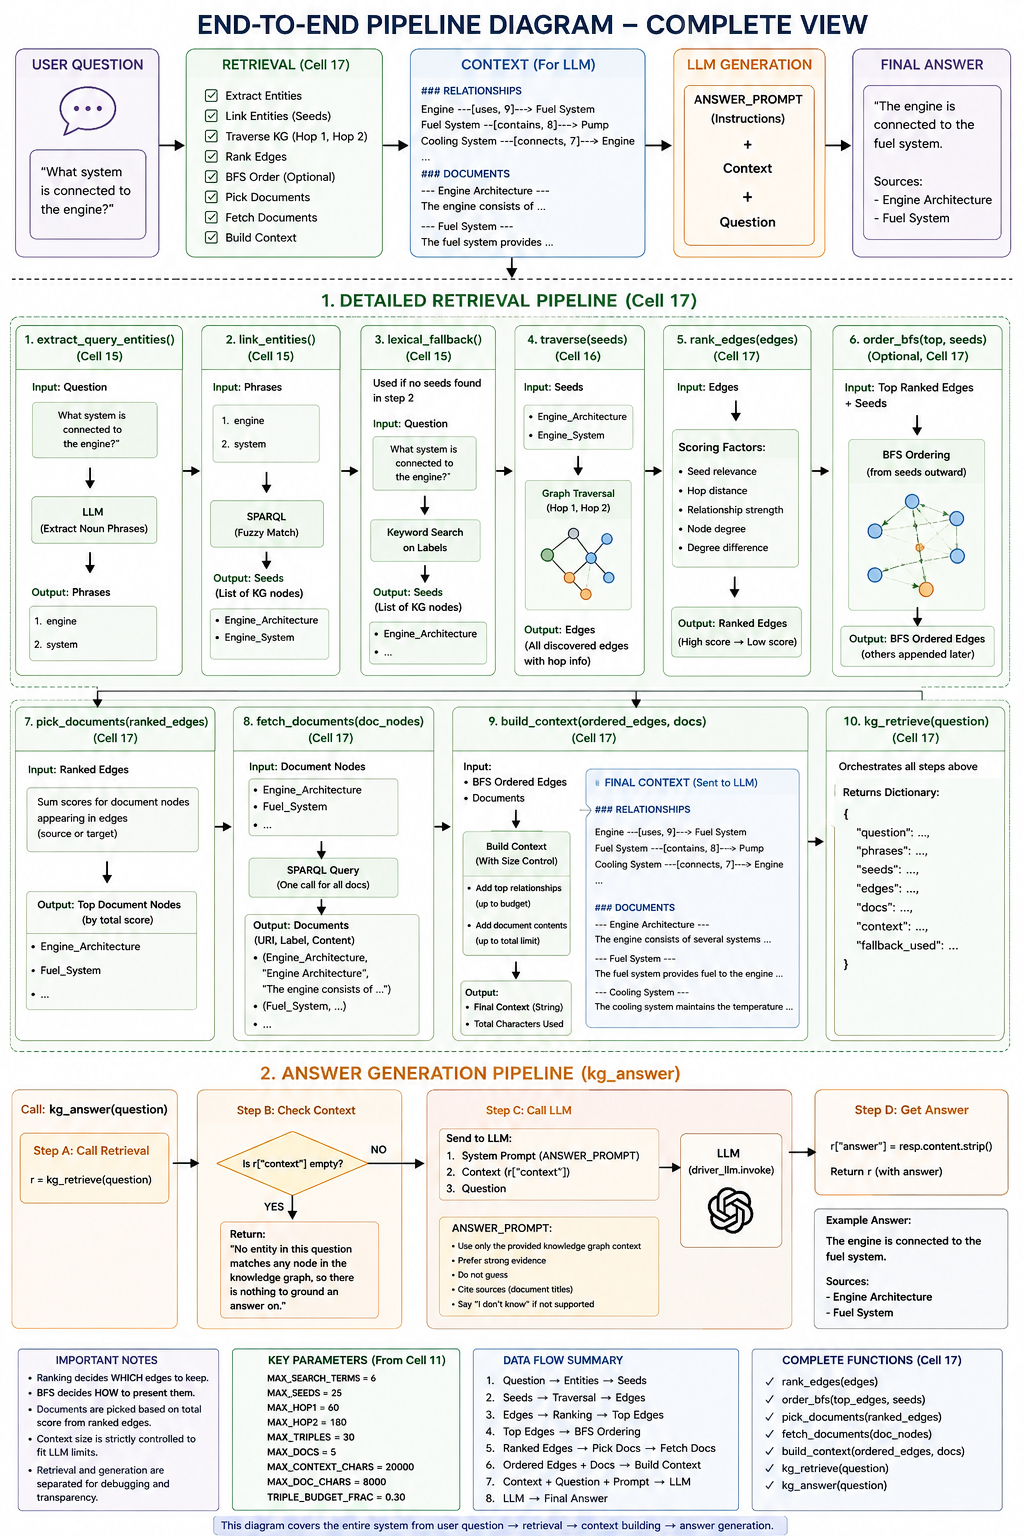 END-TO-END PIPELINE DIAGRAM – COMPLETE VIEW
USER QUESTION
"What system
is connected to
the engine?"
RETRIEVAL (Cell 17)
Extract Entities
Link Entities (Seeds)
Traverse KG (Hop 1, Hop 2)
Rank Edges
BFS Order (Optional)
Pick Documents
Fetch Documents
Build Context
CONTEXT (For LLM)
### RELATIONSHIPS
Engine ---[uses, 9]---> Fuel System
Fuel System --[contains, 8]---> Pump
Cooling System ---[connects, 7]---> Engine
...
### DOCUMENTS
--- Engine Architecture ---
The engine consists of ...
--- Fuel System ---
The fuel system provides ...
LLM GENERATION
ANSWER_PROMPT
(Instructions)
+
Context
+
Question
FINAL ANSWER
"The engine is
connected to the
fuel system.
Sources:
- Engine Architecture
- Fuel System
1. DETAILED RETRIEVAL PIPELINE (Cell 17)
1. extract_query_entities()
(Cell 15)
Input: Question
What system is
connected to
the engine?"
LLM
(Extract Noun Phrases)
Output: Phrases
1. engine
2. system
2. link_entities()
(Cell 15)
Input: Phrases
1. engine
2. system
SPARQL
(Fuzzy Match)
Output: Seeds
(List of KG nodes)
• Engine_Architecture
• Engine_System
3. lexical_fallback()
(Cell 15)
Used if no seeds found
in step 2
Input: Question
"What system is
connected to
the engine?"
Keyword Search
on Labels
Output: Seeds
(List of KG nodes)
• Engine_Architecture
• ...
4. traverse(seeds)
(Cell 16)
Input: Seeds
• Engine_Architecture
• Engine_System
Graph Traversal
(Hop 1, Hop 2)
Output: Edges
(All discovered edges
with hop info)
5. rank_edges(edges)
(Cell 17)
Input: Edges
Scoring Factors:
• Seed relevance
• Hop distance
• Relationship strength
• Node degree
• Degree difference
Output: Ranked Edges
(High score → Low score)
6. order_bfs(top, seeds)
(Optional, Cell 17)
Input: Top Ranked Edges
+ Seeds
BFS Ordering
(from seeds outward)
Output: BFS Ordered Edges
(others appended later)
7. pick_documents(ranked_edges)
(Cell 17)
Input: Ranked Edges
Sum scores for document nodes
appearing in edges
(source or target)
Output: Top Document Nodes
(by total score)
• Engine_Architecture
• Fuel_System
• ...
8. fetch_documents(doc_nodes)
(Cell 17)
Input: Document Nodes
• Engine_Architecture
• Fuel_System
• ...
SPARQL Query
(One call for all docs)
Output: Documents
(URI, Label, Content)
• (Engine_Architecture,
"Engine Architecture",
"The engine consists of ...")
• (Fuel_System, ...)
• ...
9. build_context(ordered_edges, docs)
(Cell 17)
Input:
• BFS Ordered Edges
• Documents
Build Context
(With Size Control)
• Add top relationships
(up to budget)
• Add document contents
(up to total limit)
Output:
• Final Context (String)
• Total Characters Used
FINAL CONTEXT (Sent to LLM)
### RELATIONSHIPS
Engine ---[uses, 9]---> Fuel System
Fuel System ---[contains, 8]---> Pump
Cooling System ---[connects, 7]---> Engine
...
### DOCUMENTS
--- Engine Architecture ---
The engine consists of several systems ...
--- Fuel System ---
The fuel system provides fuel to the engine ...
--- Cooling System ---
The cooling system maintains the temperature ...
10. kg_retrieve(question)
(Cell 17)
Orchestrates all steps above
Returns Dictionary:
{
"question": ...,
"phrases": ...,
"seeds": ...,
"edges": ...,
"docs": ...,
"context": ...,
"fallback_used": ...
}
2. ANSWER GENERATION PIPELINE (kg_answer)
Call: kg_answer(question)
Step A: Call Retrieval
r = kg_retrieve(question)
Step B: Check Context
Is r["context"] empty?
NO
YES
Return:
"No entity in this question
matches any node in the
knowledge graph, so there
is nothing to ground an
answer on."
Step C: Call LLM
Send to LLM:
1. System Prompt (ANSWER_PROMPT)
2. Context (r["context"])
3. Question
ANSWER_PROMPT:
• Use only the provided knowledge graph context
• Prefer strong evidence
• Do not guess
• Cite sources (document titles)
• Say "I don't know" if not supported
LLM
(driver_llm.invoke)
Step D: Get Answer
r["answer"] = resp.content.strip()
Return r (with answer)
Example Answer:
The engine is connected to the
fuel system.
Sources:
- Engine Architecture
- Fuel System
IMPORTANT NOTES
• Ranking decides WHICH edges to keep.
• BFS decides HOW to present them.
• Documents are picked based on total
score from ranked edges.
• Context size is strictly controlled to
fit LLM limits.
• Retrieval and generation are
separated for debugging and
transparency.
KEY PARAMETERS (From Cell 11)
MAX_SEARCH_TERMS = 6
MAX_SEEDS = 25
MAX_HOP1 = 60
MAX_HOP2 = 180
MAX_TRIPLES = 30
MAX_DOCS = 5
MAX_CONTEXT_CHARS = 20000
MAX_DOC_CHARS = 8000
TRIPLE_BUDGET_FRAC = 0.30
DATA FLOW SUMMARY
1. Question → Entities → Seeds
2. Seeds → Traversal → Edges
3. Edges → Ranking → Top Edges
4. Top Edges → BFS Ordering
5. Ranked Edges → Pick Docs → Fetch Docs
6. Ordered Edges + Docs → Build Context
7. Context + Question + Prompt → LLM
8. LLM → Final Answer
COMPLETE FUNCTIONS (Cell 17)
✓ rank_edges(edges)
✓ order_bfs(top_edges, seeds)
✓ pick_documents(ranked_edges)
✓ fetch_documents(doc_nodes)
✓ build_context(ordered_edges, docs)
✓ kg_retrieve(question)
✓ kg_answer(question)
This diagram covers the entire system from user question → retrieval → context building → answer generation.